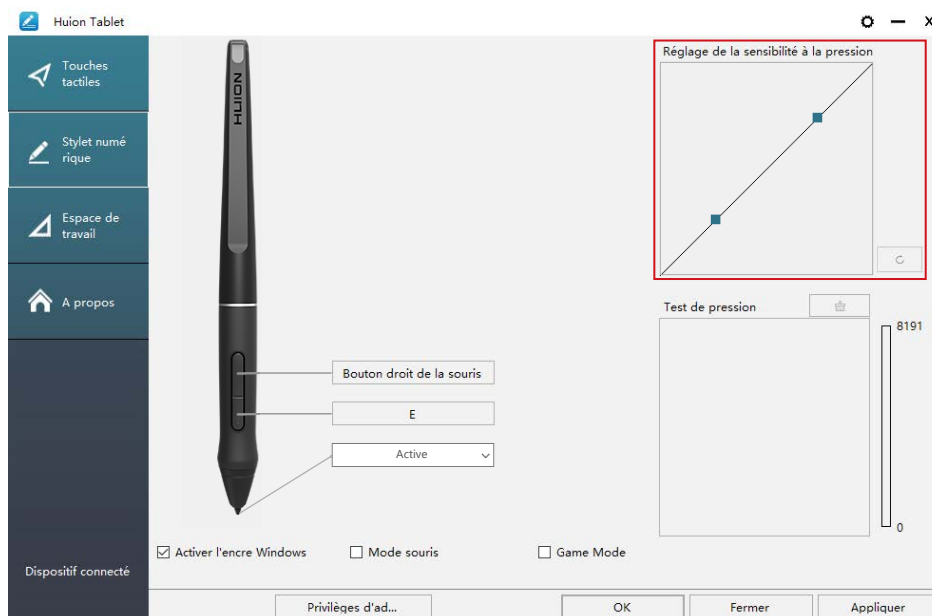 Huion Tablet
Touches
tactiles
Stylet numé
rique
Espace de
travail
A propos
Dispositif connecté
HUION
Bouton droit de la souris
E
Active
Réglage de la sensibilité à la pression
Test de pression
8191
0
Activer l'encre Windows
Mode souris
Game Mode
Privilèges d'ad...
OK
Fermer
Appliquer